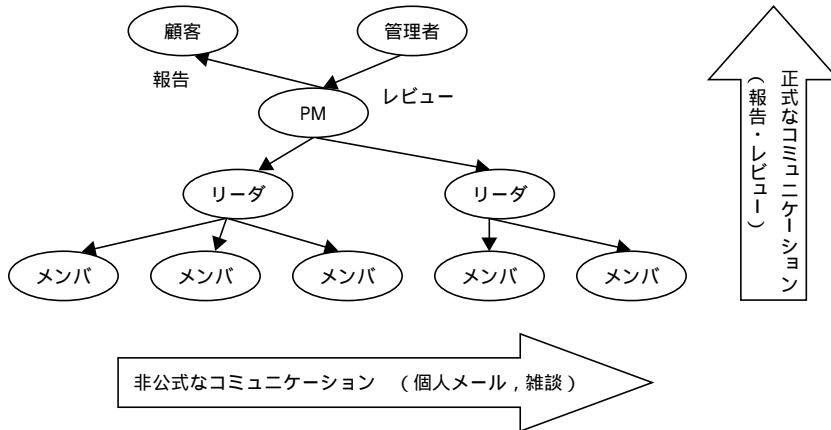 顧客
管理者
報告
レビュー
PM
リーダ
リーダ
メンバ
メンバ
メンバ
メンバ
メンバ
正式なコミュニケーション
（報告・レビュー）
非公式なコミュニケーション　（個人メール，雑談）